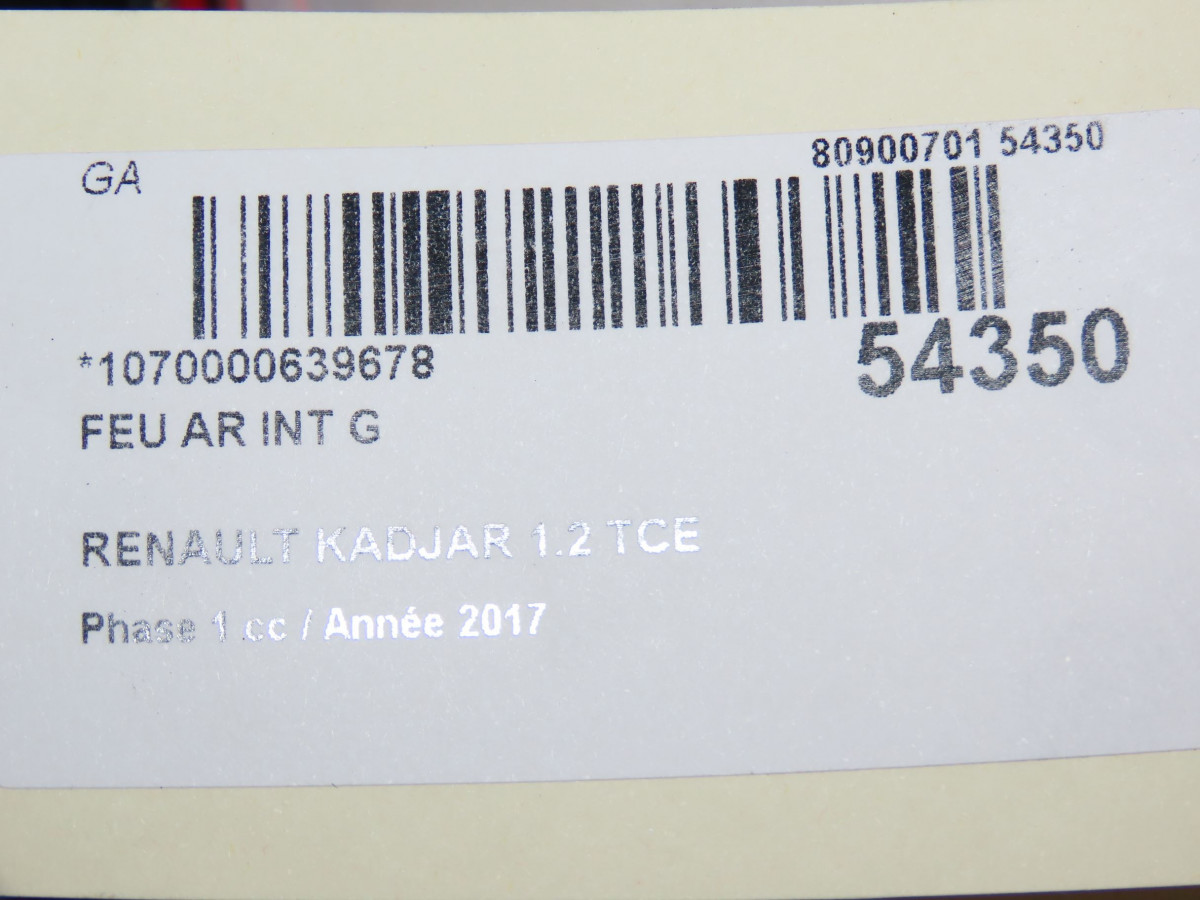 GA
80900701 54350
*1070000639678
54350
FEU AR INT G
RENAULT KADJAR 1.2 TCE
Phase 1 cc / Année 2017